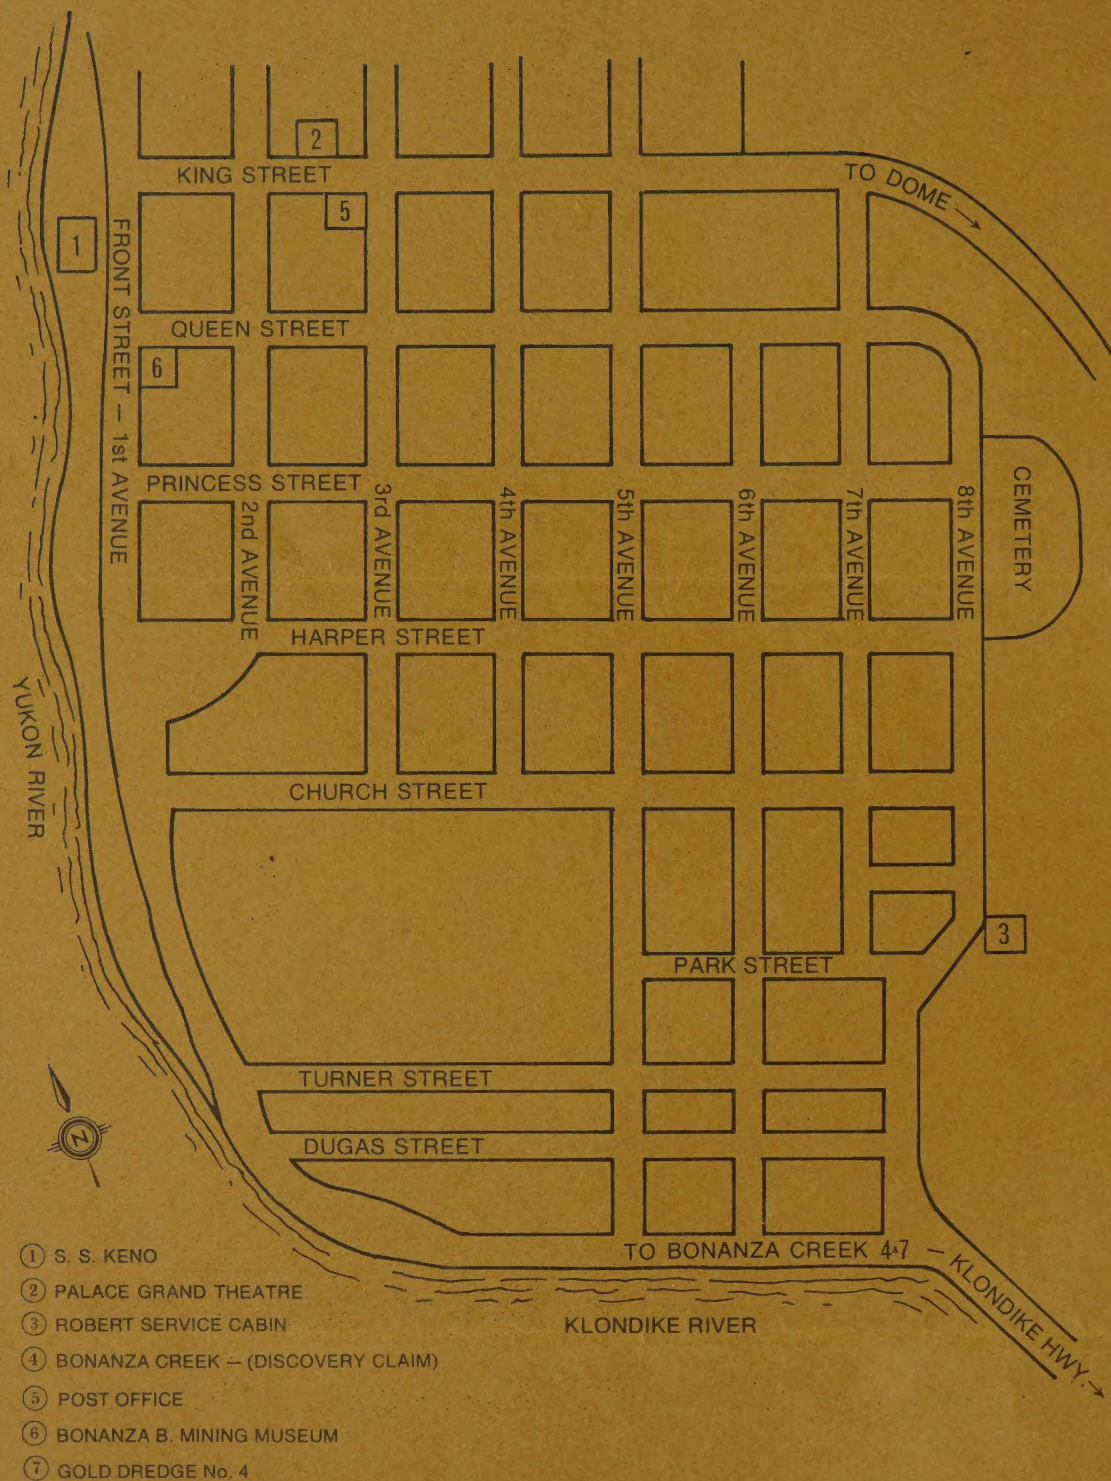 2
KING STREET
TO DOME →
5
1
FRONT STREET – 1st AVENUE
QUEEN STREET
6
PRINCESS STREET
2nd AVENUE
3rd AVENUE
4th AVENUE
5th AVENUE
6th AVENUE
7th AVENUE
8th AVENUE
CEMETERY
HARPER STREET
YUKON RIVER
CHURCH STREET
3
PARK STREET
TURNER STREET
DUGAS STREET
N
TO BONANZA CREEK 4&7 – KLONDIKE HWY. →
KLONDIKE RIVER
1 S. S. KENO
2 PALACE GRAND THEATRE
3 ROBERT SERVICE CABIN
4 BONANZA CREEK – (DISCOVERY CLAIM)
5 POST OFFICE
6 BONANZA B. MINING MUSEUM
7 GOLD DREDGE No. 4